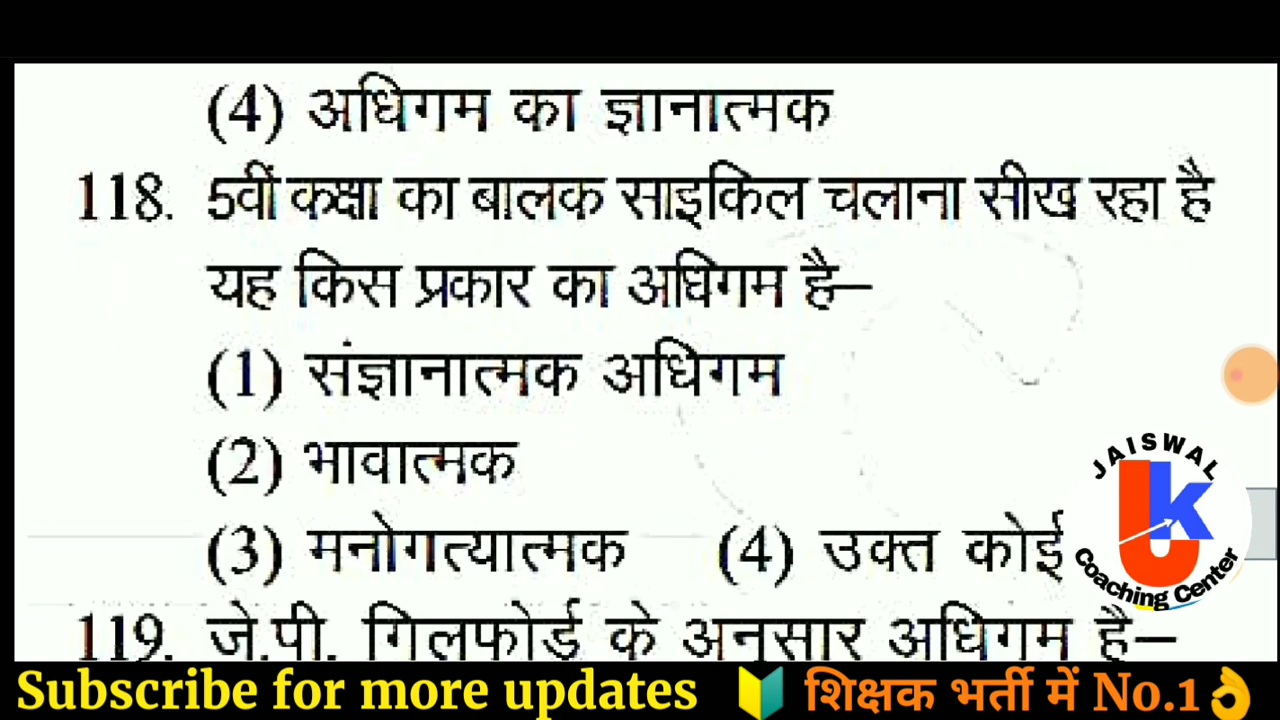 (4) अधिगम का ज्ञानात्मक
118. 5वीं कक्षा का बालक साइकिल चलाना सीख रहा है
यह किस प्रकार का अधिगम है–
(1) संज्ञानात्मक अधिगम
(2) भावात्मक
(3) मनोगत्यात्मक (4) उक्त कोई
JAISWAL
UK
Coaching Center
119. जे.पी. गिलफोर्ड के अनुसार अधिगम है–
Subscribe for more updates 🔰 शिक्षक भर्ती में No.1👌